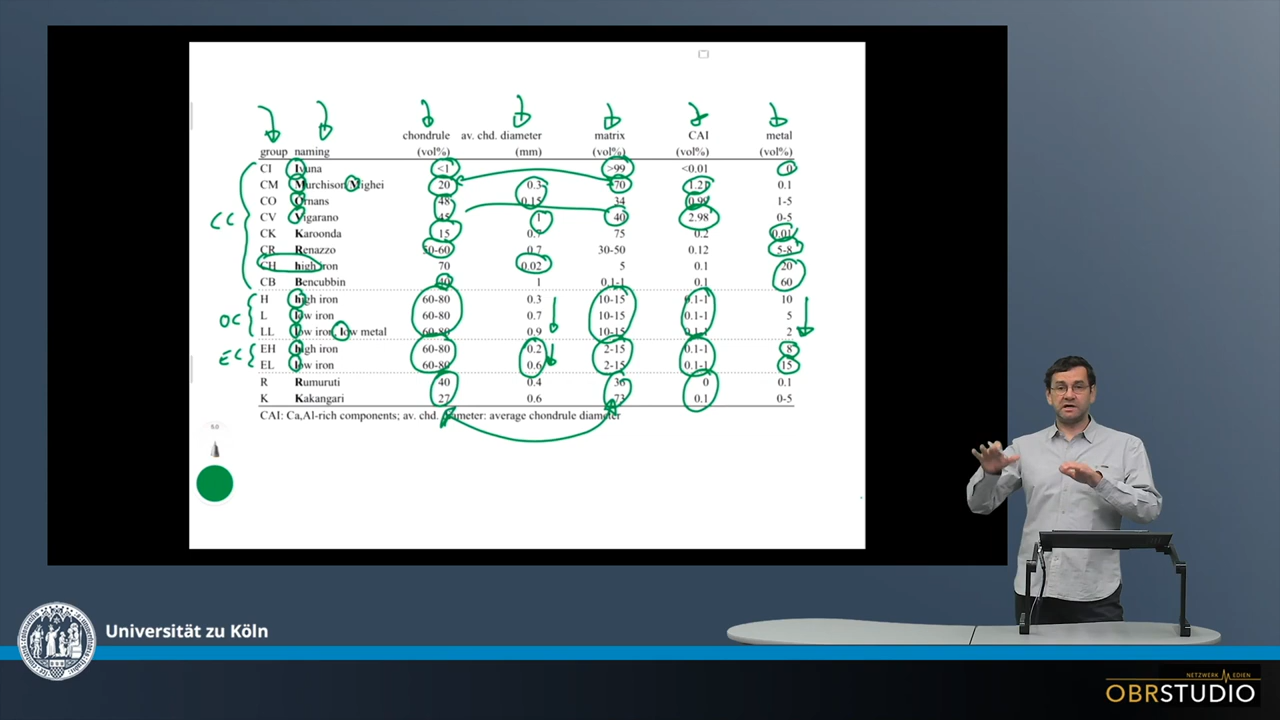 chondrule av. chd. diameter matrix CAI metal
group naming (vol%) (mm) (vol%) (vol%) (vol%)
CI Ivuna <1 >99 <0.01 0
CM Murchison Mighei 20 0.3 70 1.21 0.1
CO Ornans 48 0.15 34 0.99 1-5
CV Vigarano 45 1 40 2.98 0-5
CK Karoonda 15 0.7 75 0.2 0.01
CR Renazzo 50-60 0.7 30-50 0.12 5-8
CH high iron 70 0.02 5 0.1 20
CB Bencubbin 40 1 0.1-1 0.1 60
H high iron 60-80 0.3 10-15 0.1-1 10
L low iron 60-80 0.7 10-15 0.1-1 5
LL low iron, low metal 60-80 0.9 10-15 0.1-1 2
EH high iron 60-80 0.2 2-15 0.1-1 8
EL low iron 60-80 0.6 2-15 0.1-1 15
R Rumuruti 40 0.4 36 0 0.1
K Kakangari 27 0.6 73 0.1 0-5
CAI: Ca,Al-rich components; av. chd. diameter: average chondrule diameter
CC
OC
EC
5.0
Universität zu Köln
NETZWERK MEDIEN
OBRSTUDIO